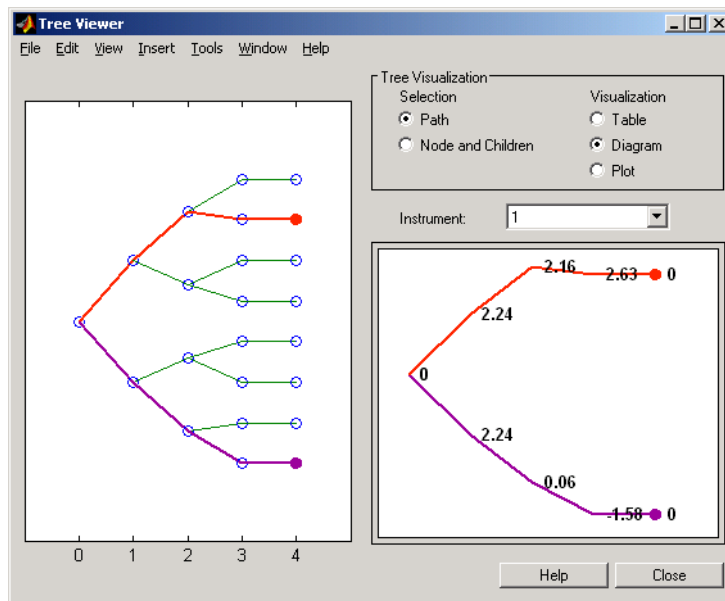 Tree Viewer
File Edit View Insert Tools Window Help
Tree Visualization
Selection Visualization
Path Table
Node and Children Diagram
Plot
Instrument: 1
2.16 2.63 0
2.24
0
2.24
0.06
-1.58 0
0 1 2 3 4
Help Close